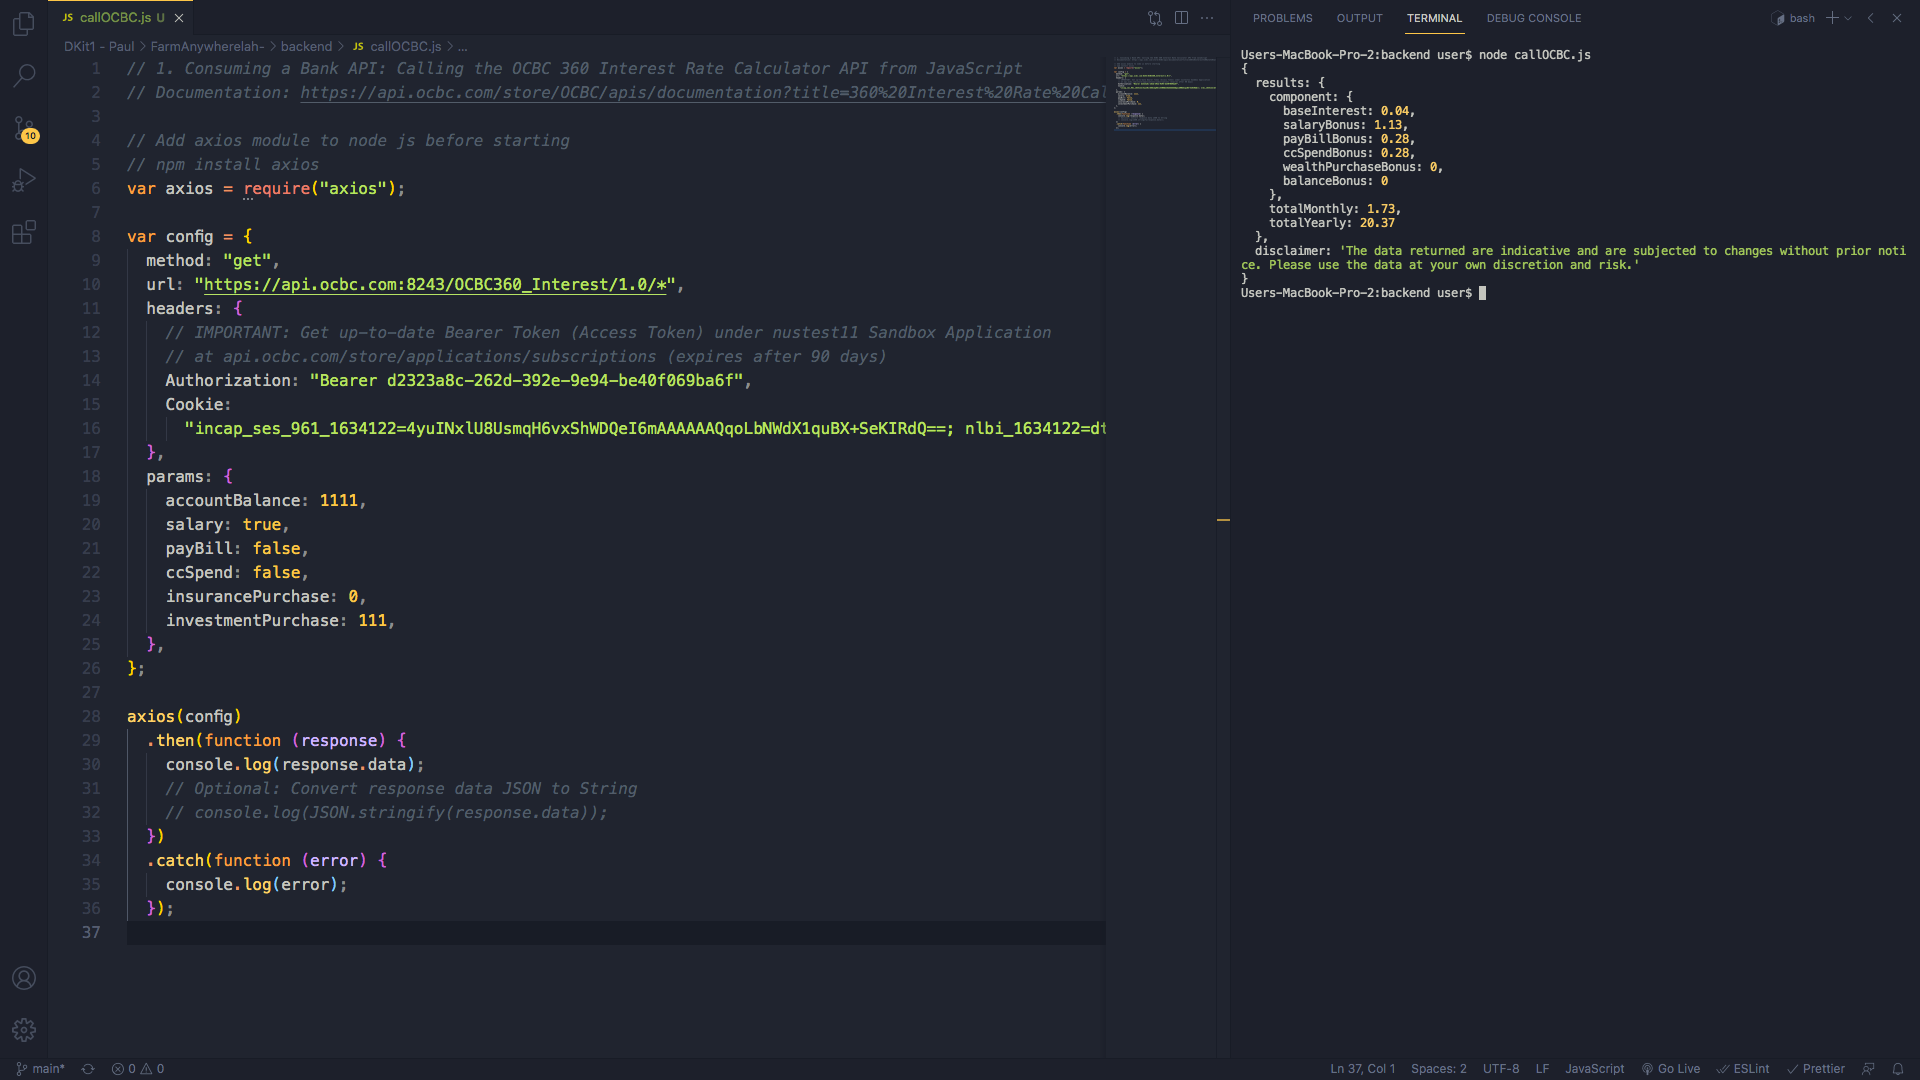 JS callOCBC.js U
DKit1 - Paul > FarmAnywherelah- > backend > JS callOCBC.js > ...
1 // 1. Consuming a Bank API: Calling the OCBC 360 Interest Rate Calculator API from JavaScript
2 // Documentation: https://api.ocbc.com/store/OCBC/apis/documentation?title=360%20Interest%20Rate%20Cal
3
4 // Add axios module to node js before starting
5 // npm install axios
6 var axios = require("axios");
7
8 var config = {
9 method: "get",
10 url: "https://api.ocbc.com:8243/OCBC360_Interest/1.0/*",
11 headers: {
12 // IMPORTANT: Get up-to-date Bearer Token (Access Token) under nustest11 Sandbox Application
13 // at api.ocbc.com/store/applications/subscriptions (expires after 90 days)
14 Authorization: "Bearer d2323a8c-262d-392e-9e94-be40f069ba6f",
15 Cookie:
16 "incap_ses_961_1634122=4yuINxlU8UsmqH6vxShWDQeI6mAAAAAAQqoLbNWdX1quBX+SeKIRdQ==; nlbi_1634122=dt
17 },
18 params: {
19 accountBalance: 1111,
20 salary: true,
21 payBill: false,
22 ccSpend: false,
23 insurancePurchase: 0,
24 investmentPurchase: 111,
25 },
26 };
27
28 axios(config)
29 .then(function (response) {
30 console.log(response.data);
31 // Optional: Convert response data JSON to String
32 // console.log(JSON.stringify(response.data));
33 })
34 .catch(function (error) {
35 console.log(error);
36 });
37
10
PROBLEMS OUTPUT TERMINAL DEBUG CONSOLE bash
Users-MacBook-Pro-2:backend user$ node callOCBC.js
{
results: {
component: {
baseInterest: 0.04,
salaryBonus: 1.13,
payBillBonus: 0.28,
ccSpendBonus: 0.28,
wealthPurchaseBonus: 0,
balanceBonus: 0
},
totalMonthly: 1.73,
totalYearly: 20.37
},
disclaimer: 'The data returned are indicative and are subjected to changes without prior noti
ce. Please use the data at your own discretion and risk.'
}
Users-MacBook-Pro-2:backend user$
main* 0 0 Ln 37, Col 1 Spaces: 2 UTF-8 LF JavaScript Go Live ESLint Prettier